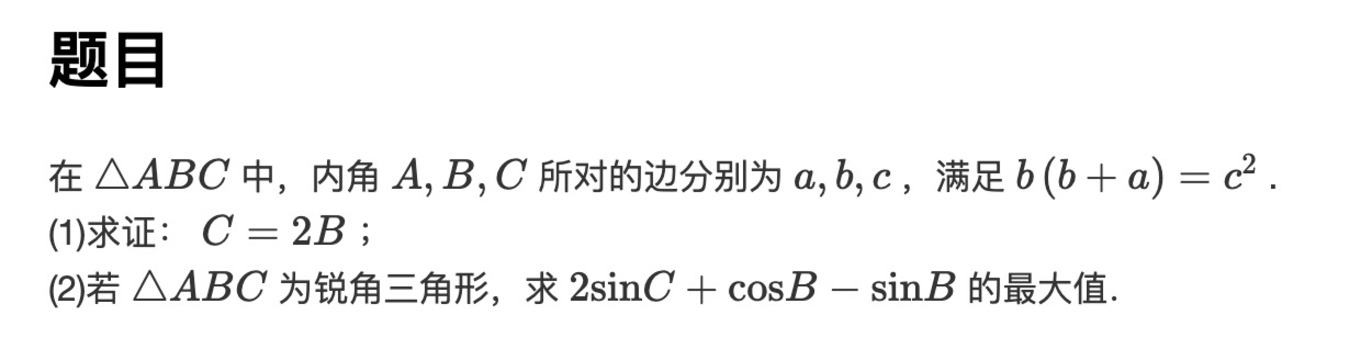 题目
在 △ABC 中，内角 A, B, C 所对的边分别为 a, b, c ，满足 b (b + a) = c² .
(1)求证： C = 2B ；
(2)若 △ABC 为锐角三角形，求 2sinC + cosB − sinB 的最大值.